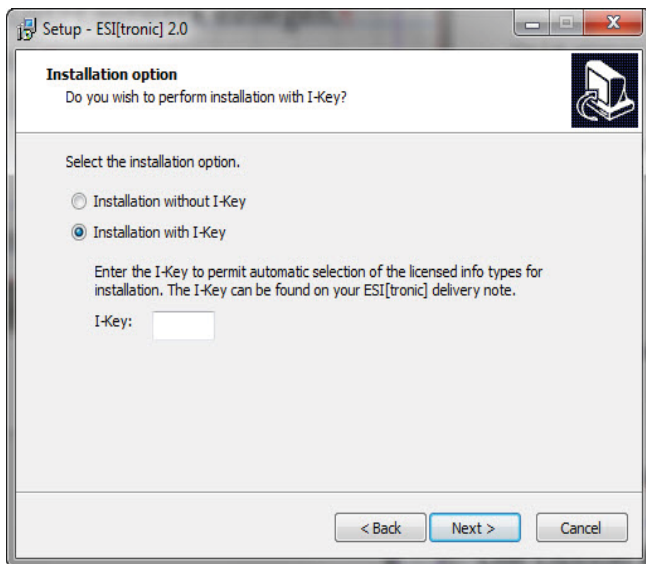 Setup - ESI[tronic] 2.0
Installation option
Do you wish to perform installation with I-Key?
Select the installation option.
Installation without I-Key
Installation with I-Key
Enter the I-Key to permit automatic selection of the licensed info types for
installation. The I-Key can be found on your ESI[tronic] delivery note.
I-Key:
< Back Next > Cancel